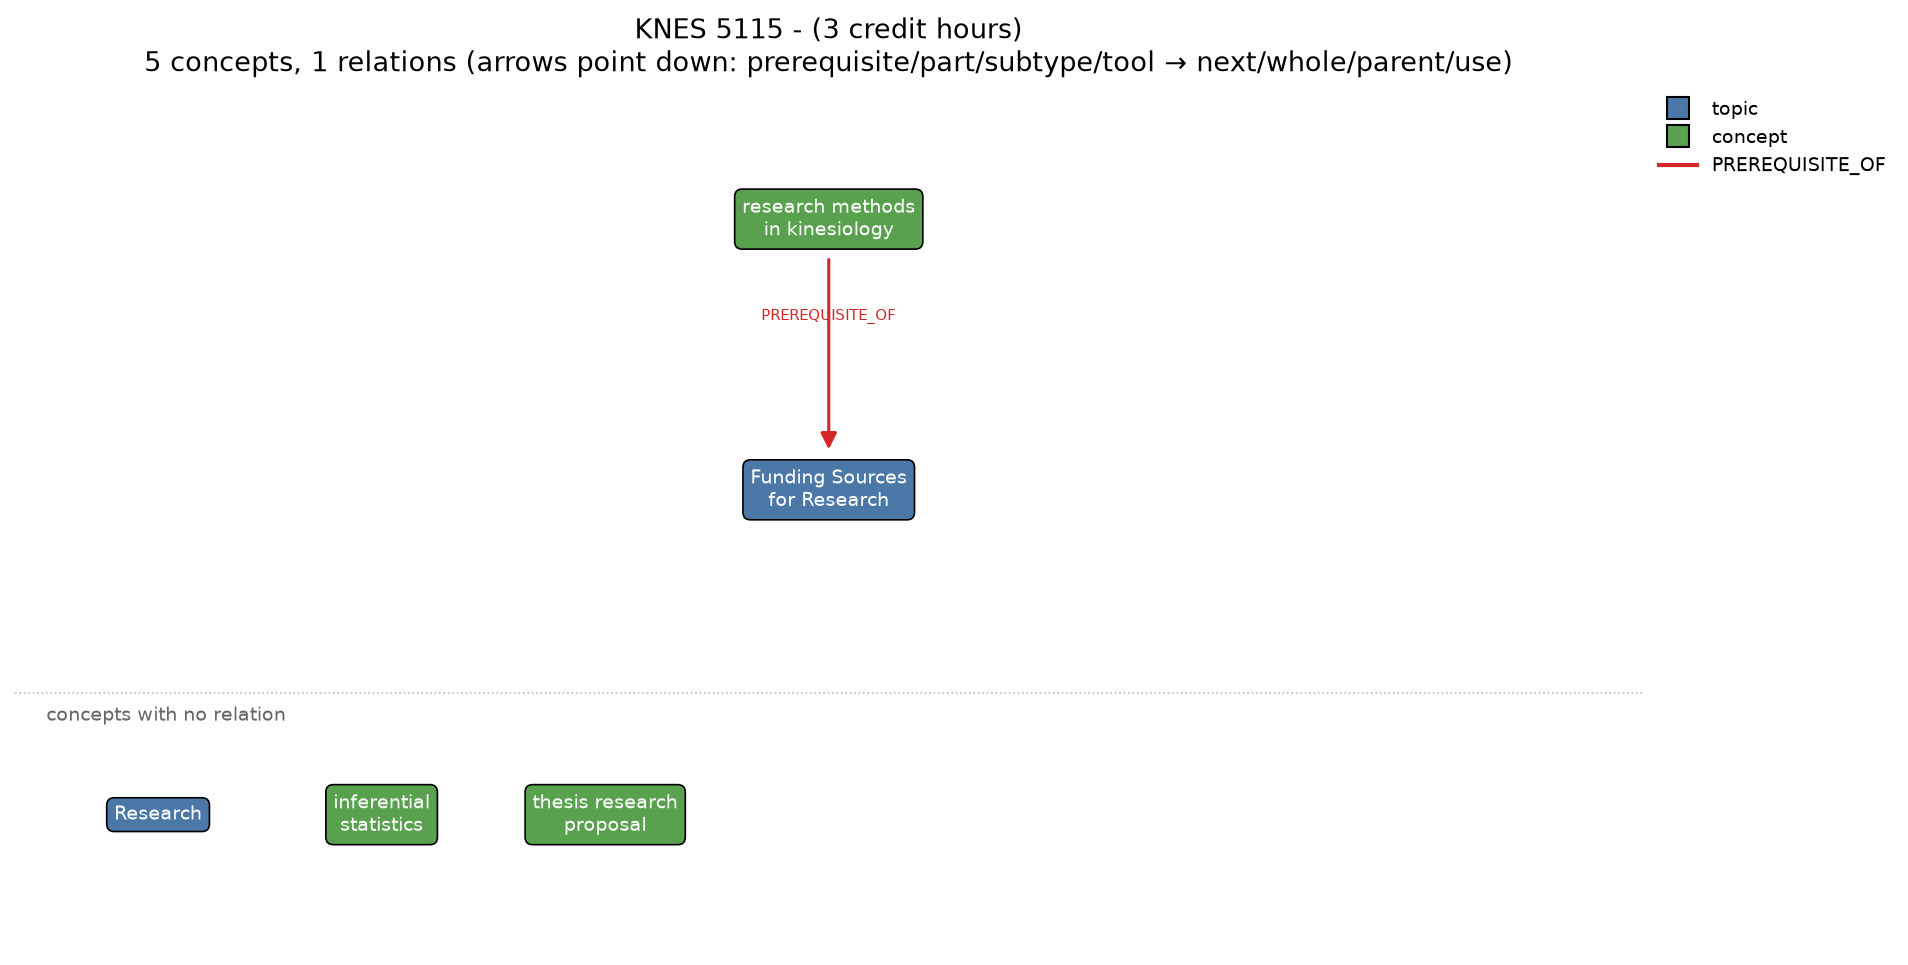 KNES 5115 - (3 credit hours)
5 concepts, 1 relations (arrows point down: prerequisite/part/subtype/tool → next/whole/parent/use)
topic
concept
PREREQUISITE_OF
research methods
in kinesiology
PREREQUISITE_OF
Funding Sources
for Research
concepts with no relation
Research
inferential
statistics
thesis research
proposal